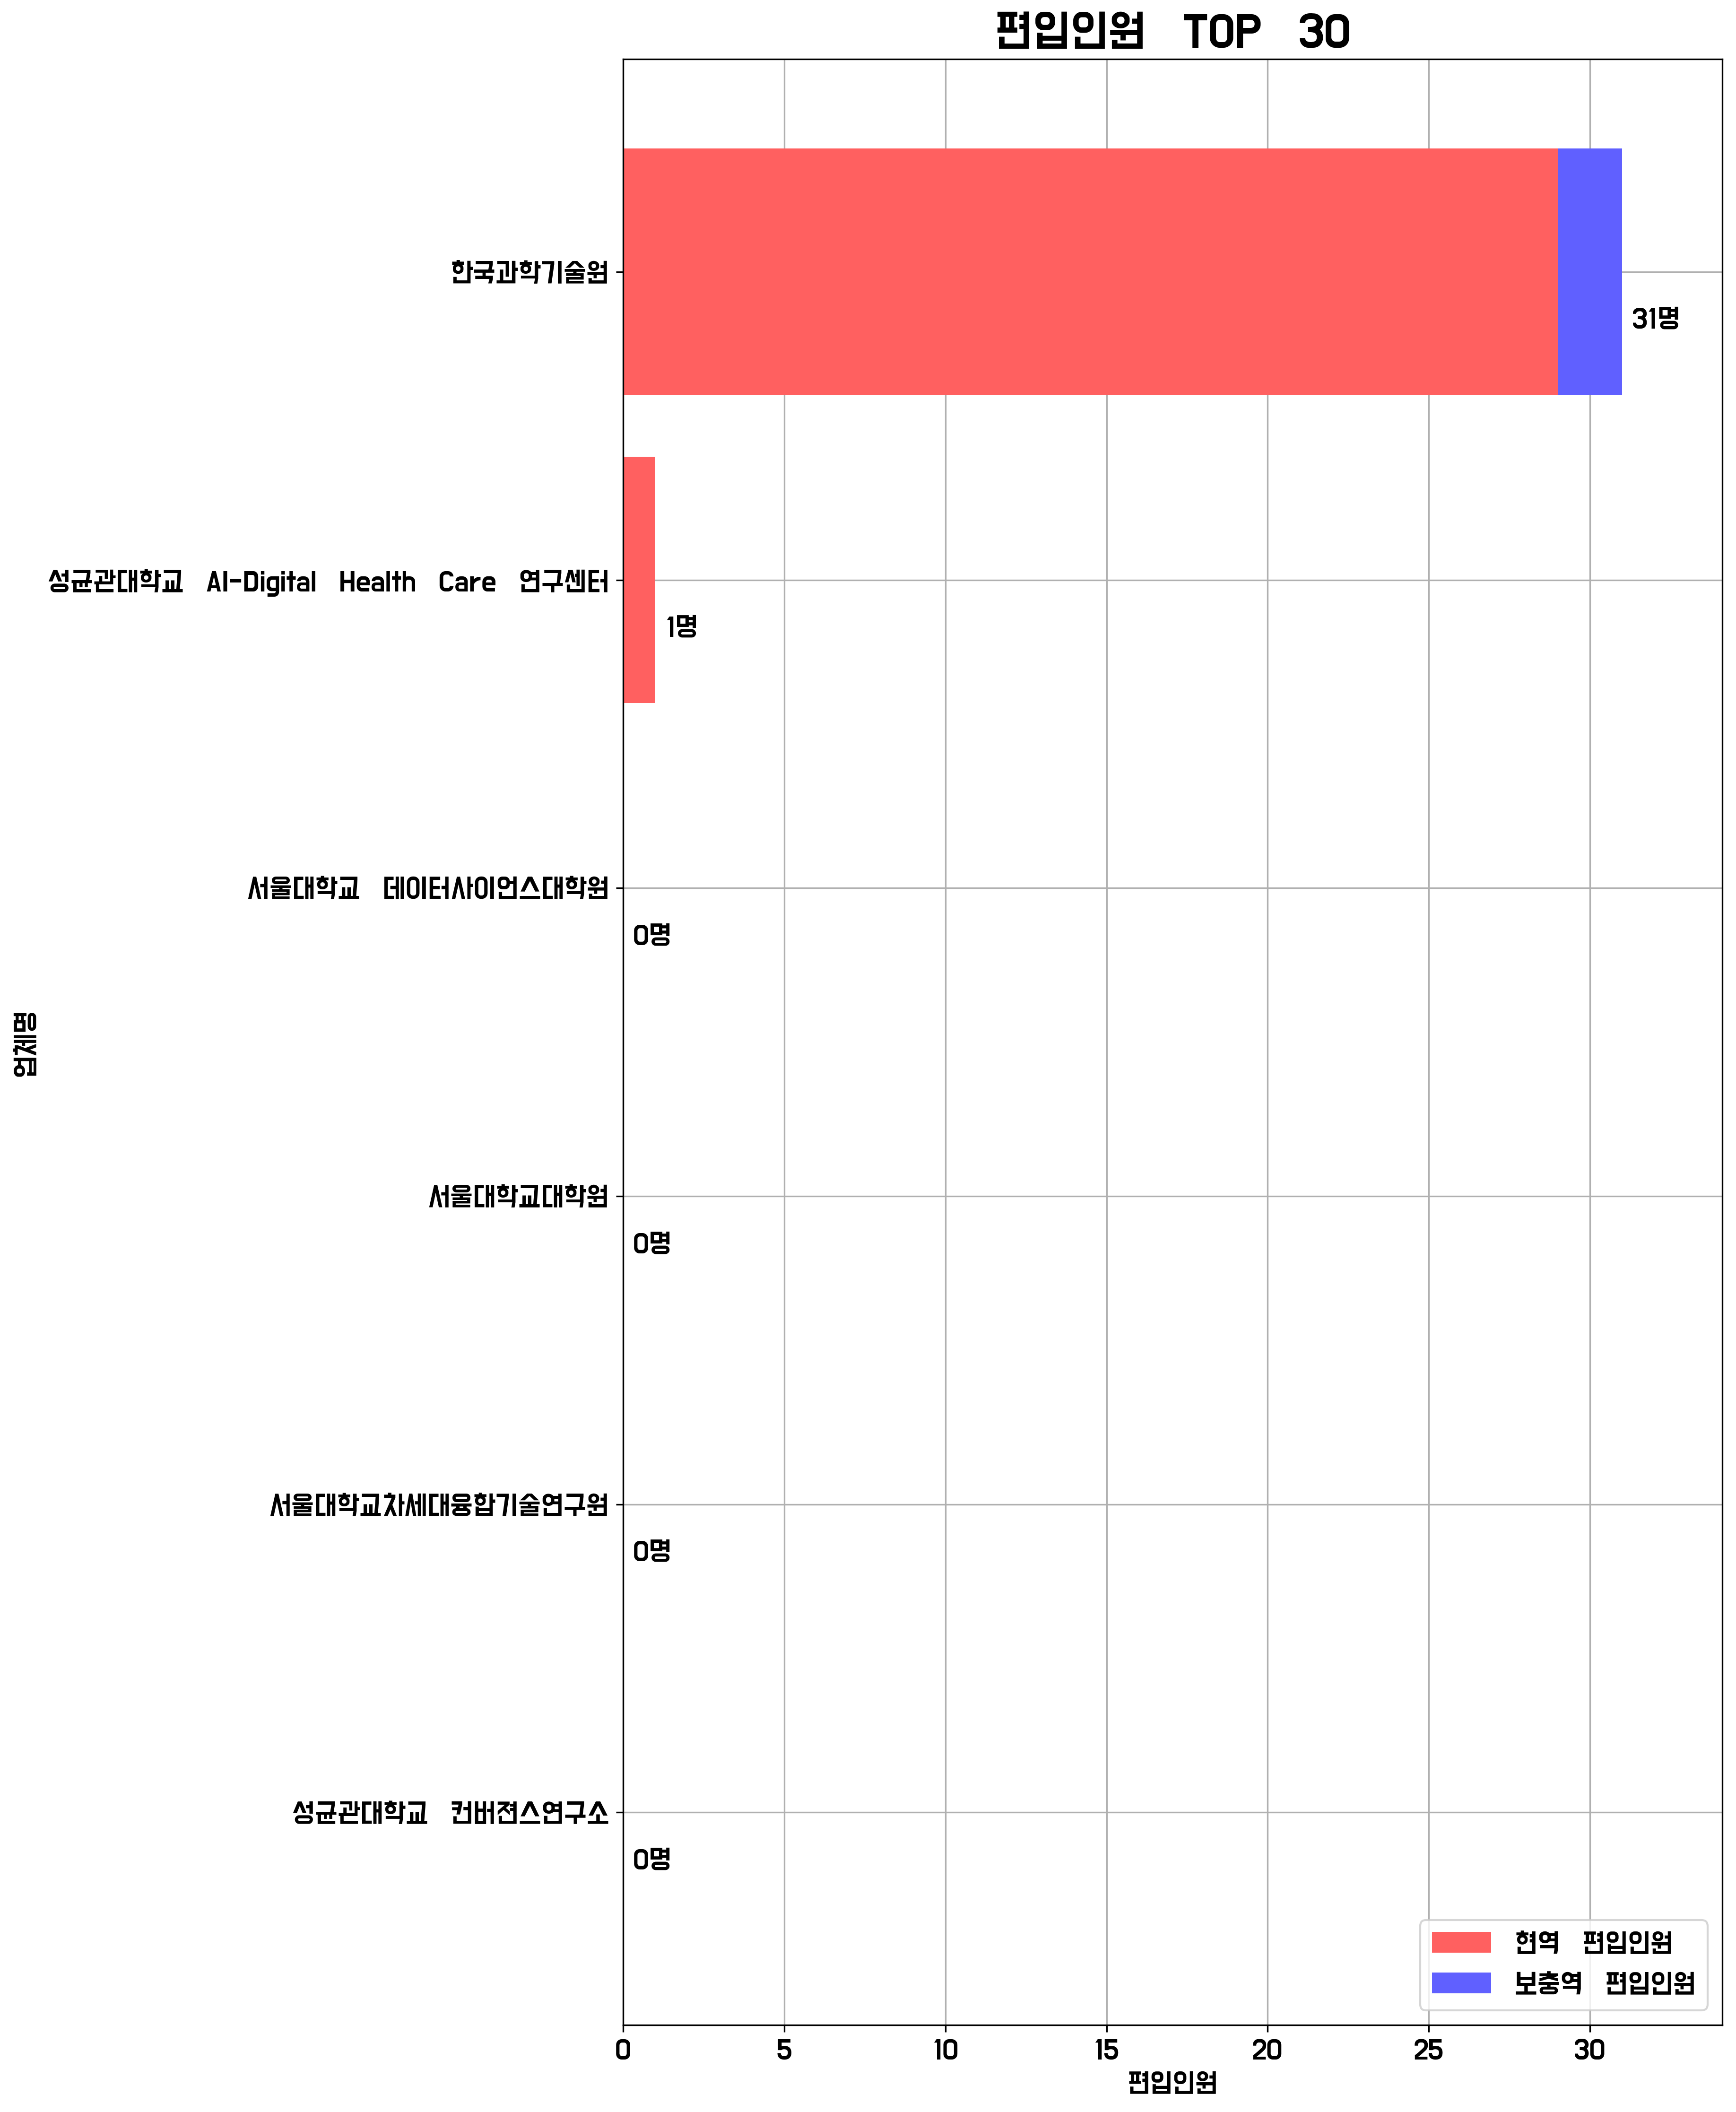 편입인원 TOP 30
한국과학기술원
31명
성균관대학교 AI-Digital Health Care 연구센터
1명
서울대학교 데이터사이언스대학원
0명
업체명
서울대학교대학원
0명
서울대학교차세대융합기술연구원
0명
성균관대학교 컨버젼스연구소
0명
현역 편입인원
보충역 편입인원
0 5 10 15 20 25 30
편입인원